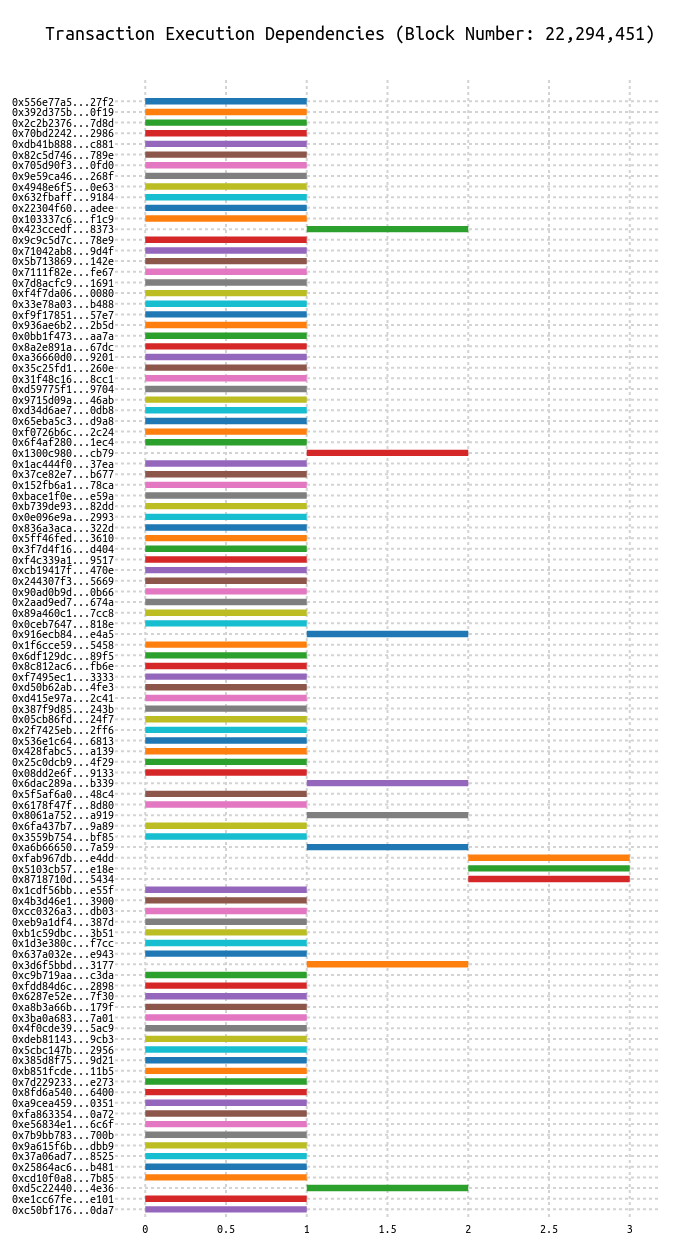 Transaction Execution Dependencies (Block Number: 22,294,451)
0x556e77a5...27f2
0x392d375b...0f19
0x2c2b2376...7d8d
0x70bd2242...2986
0xdb41b888...c881
0x82c5d746...789e
0x705d90f3...0fd0
0x9e59ca46...268f
0x4948e6f5...0e63
0x632fbaff...9184
0x22304f60...adee
0x103337c6...f1c9
0x423ccedf...8373
0x9c9c5d7c...78e9
0x71042ab8...9d4f
0x5b713869...142e
0x7111f82e...fe67
0x7d8acfc9...1691
0xf4f7da06...0080
0x33e78a03...b488
0xf9f17851...57e7
0x936ae6b2...2b5d
0x0bb1f473...aa7a
0x8a2e891a...67dc
0xa36660d0...9201
0x35c25fd1...260e
0x31f48c16...8cc1
0xd59775f1...9704
0x9715d09a...46ab
0xd34d6ae7...0db8
0x65eba5c3...d9a8
0xf0726b6c...2c24
0x6f4af280...1ec4
0x1300c980...cb79
0x1ac444f0...37ea
0x37ce82e7...b677
0x152fb6a1...78ca
0xbace1f0e...e59a
0xb739de93...82dd
0x0e096e9a...2993
0x836a3aca...322d
0x5ff46fed...3610
0x3f7d4f16...d404
0xf4c339a1...9517
0xcb19417f...470e
0x244307f3...5669
0x90ad0b9d...0b66
0x2aad9ed7...674a
0x89a460c1...7cc8
0x0ceb7647...818e
0x916ecb84...e4a5
0x1f6cce59...5458
0x6df129dc...89f5
0x8c812ac6...fb6e
0xf7495ec1...3333
0xd50b62ab...4fe3
0xd415e97a...2c41
0x387f9d85...243b
0x05cb86fd...24f7
0x2f7425eb...2ff6
0x536e1c64...6813
0x428fabc5...a139
0x25c0dcb9...4f29
0x08dd2e6f...9133
0x6dac289a...b339
0x5f5af6a0...48c4
0x6178f47f...8d80
0x8061a752...a919
0x6fa437b7...9a89
0x3559b754...bf85
0xa6b66650...7a59
0xfab967db...e4dd
0x5103cb57...e18e
0x8718710d...5434
0x1cdf56bb...e55f
0x4b3d46e1...3900
0xcc0326a3...db03
0xeb9a1df4...387d
0xb1c59dbc...3b51
0x1d3e380c...f7cc
0x637a032e...e943
0x3d6f5bbd...3177
0xc9b719aa...c3da
0xfdd84d6c...2898
0x6287e52e...7f30
0xa8b3a66b...179f
0x3ba0a683...7a01
0x4f0cde39...5ac9
0xdeb81143...9cb3
0x5cbc147b...2956
0x385d8f75...9d21
0xb851fcde...11b5
0x7d229233...e273
0x8fd6a540...6400
0xa9cea459...0351
0xfa863354...0a72
0xe56834e1...6c6f
0x7b9bb783...700b
0x9a615f6b...dbb9
0x37a06ad7...8525
0x25864ac6...b481
0xcd10f0a8...7b85
0xd5c22440...4e36
0xe1cc67fe...e101
0xc50bf176...0da7
0 0.5 1 1.5 2 2.5 3